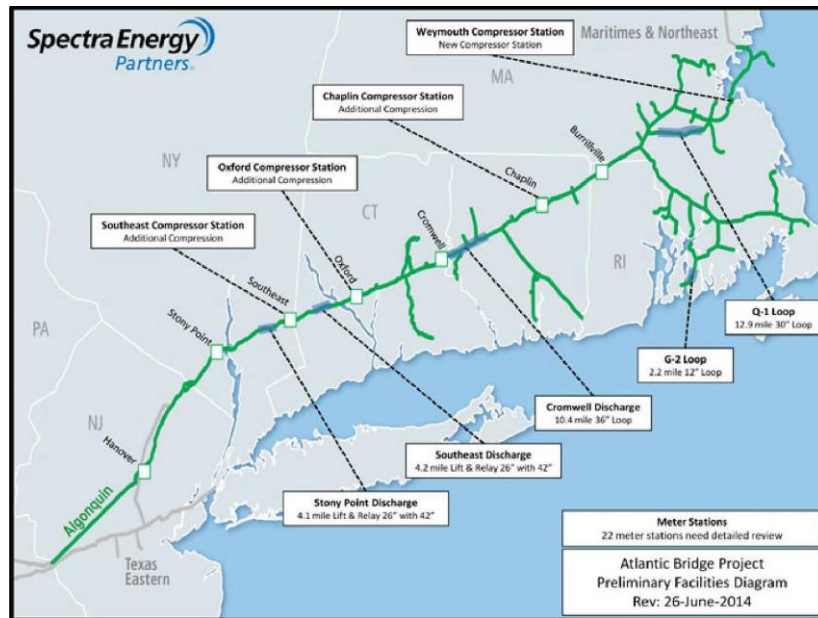 Spectra Energy
Partners
Weymouth Compressor Station
New Compressor Station
Maritimes & Northeast
MA
Chaplin Compressor Station
Additional Compression
NY
Oxford Compressor Station
Additional Compression
CT
Southeast Compressor Station
Additional Compression
Burrillville
Chaplin
Cromwell
Oxford
Southeast
Stony Point
RI
PA
NJ
Hanover
Algonquin
Texas
Eastern
Q-1 Loop
12.9 mile 30" Loop
G-2 Loop
2.2 mile 12" Loop
Cromwell Discharge
10.4 mile 36" Loop
Southeast Discharge
4.2 mile Lift & Relay 26" with 42"
Stony Point Discharge
4.1 mile Lift & Relay 26" with 42"
Meter Stations
22 meter stations need detailed review
Atlantic Bridge Project
Preliminary Facilities Diagram
Rev: 26-June-2014